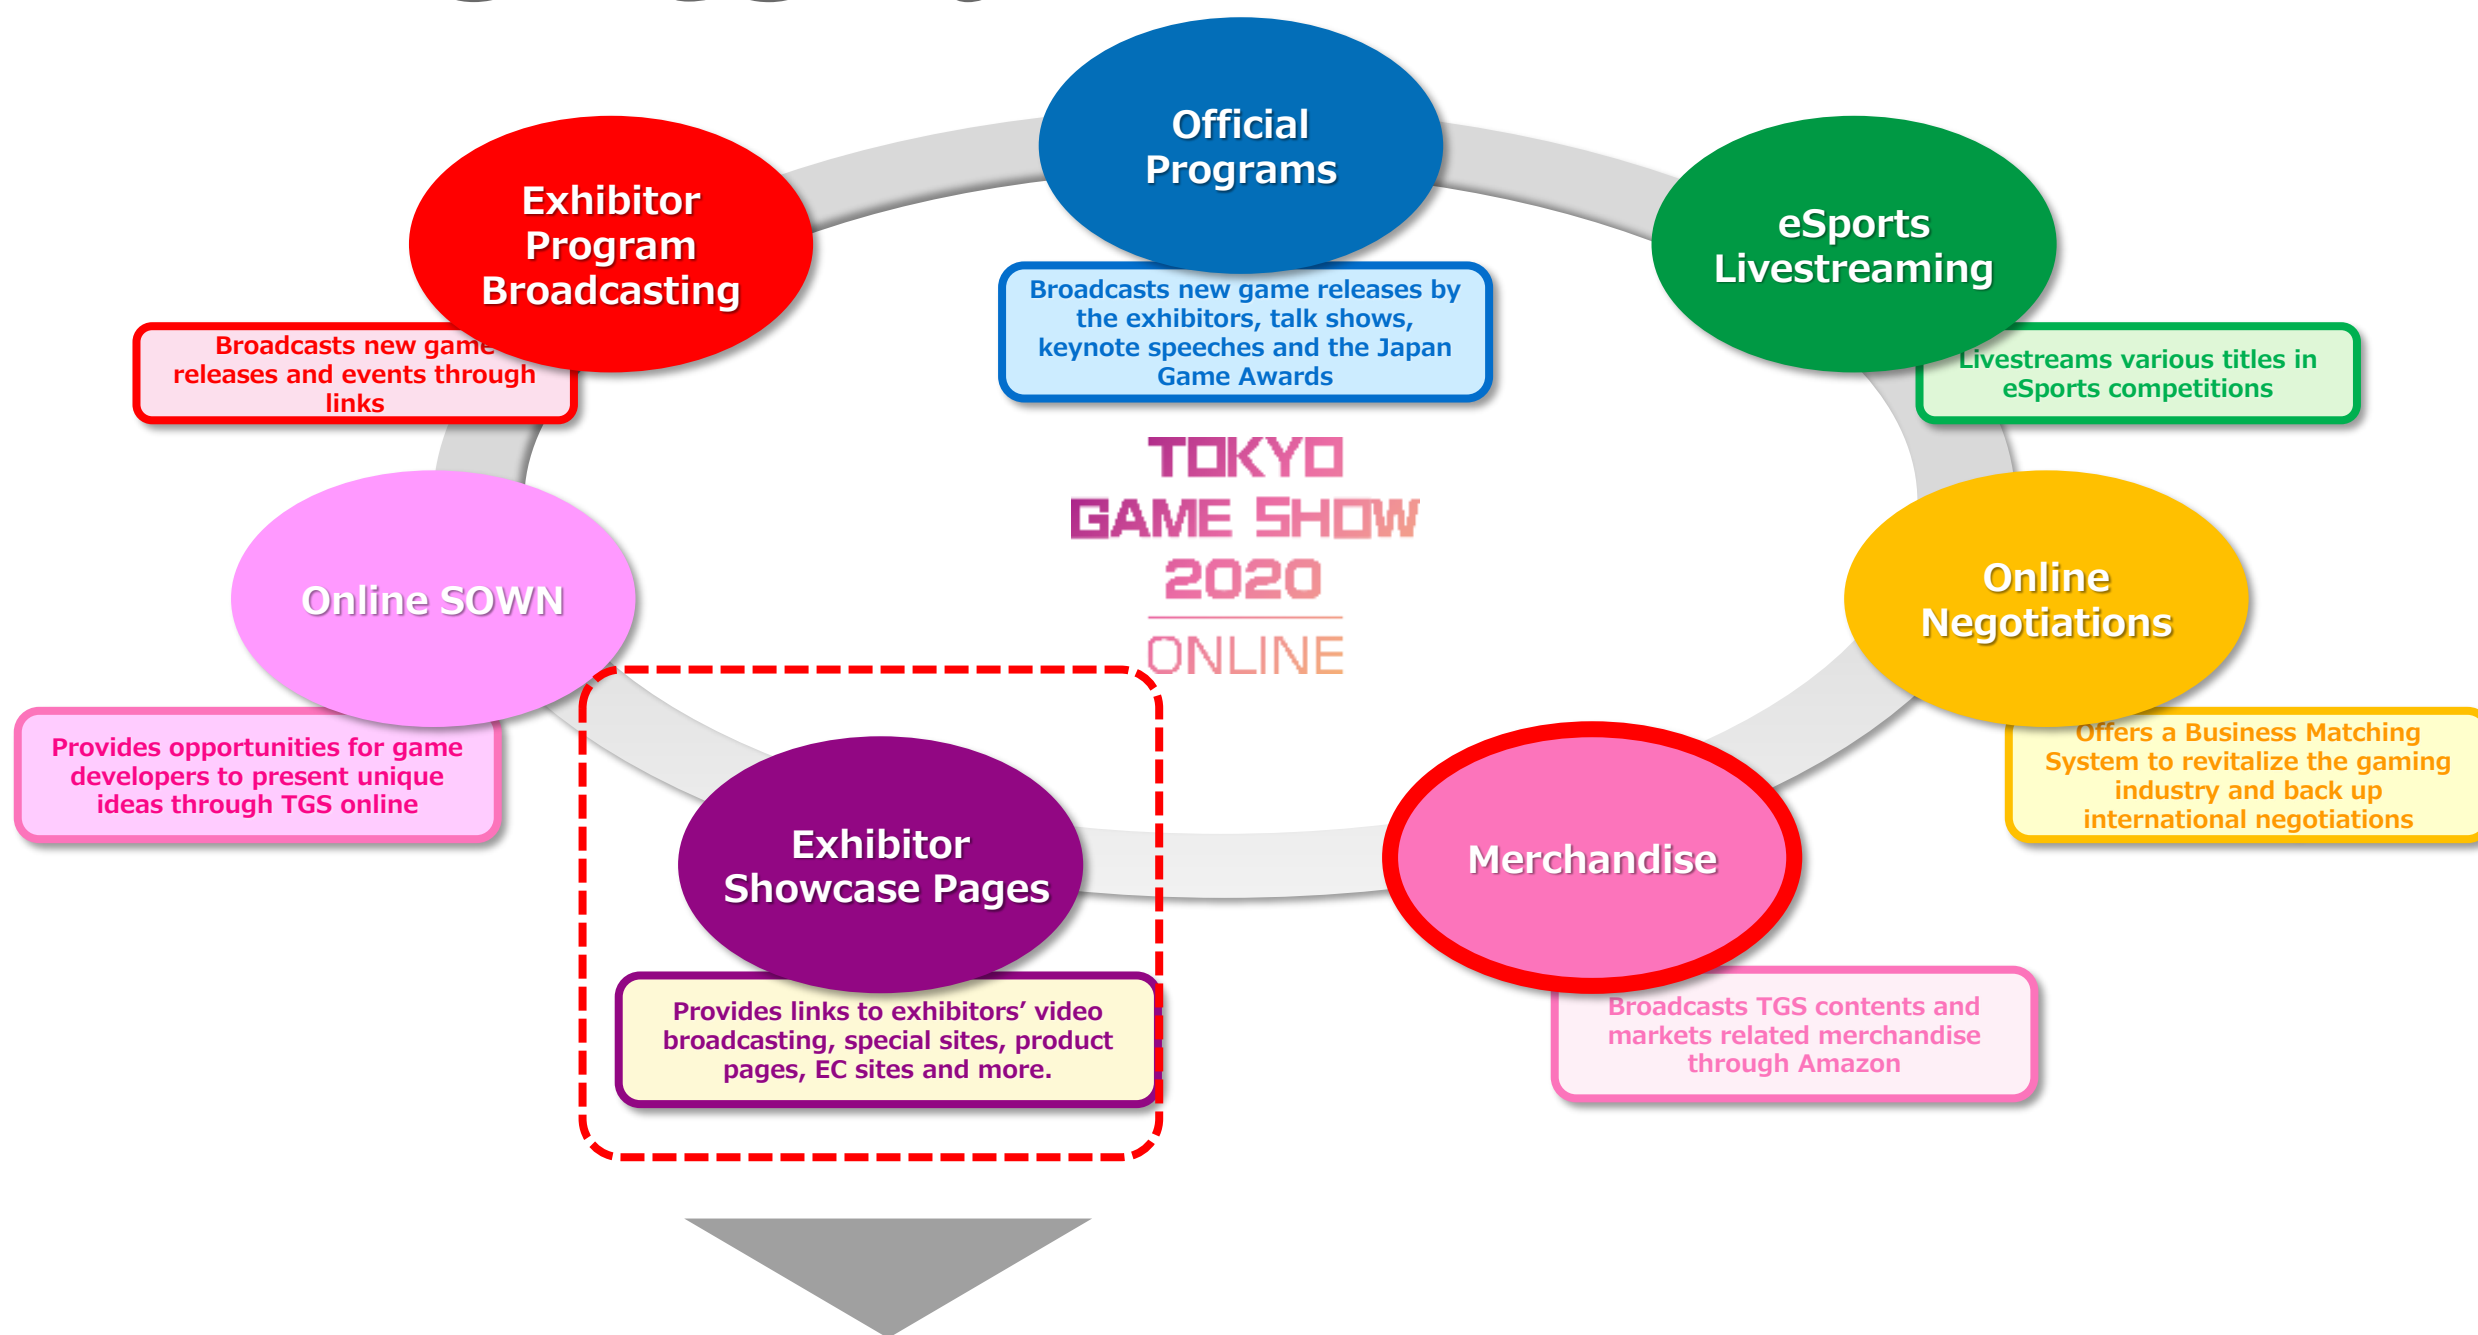 Official
Programs
Broadcasts new game releases by
the exhibitors, talk shows,
keynote speeches and the Japan
Game Awards
Exhibitor
Program
Broadcasting
Broadcasts new game
releases and events through
links
eSports
Livestreaming
Livestreams various titles in
eSports competitions
TOKYO
GAME SHOW
2020
ONLINE
Online SOWN
Provides opportunities for game
developers to present unique
ideas through TGS online
Online
Negotiations
Offers a Business Matching
System to revitalize the gaming
industry and back up
international negotiations
Exhibitor
Showcase Pages
Provides links to exhibitors’ video
broadcasting, special sites, product
pages, EC sites and more.
Merchandise
Broadcasts TGS contents and
markets related merchandise
through Amazon